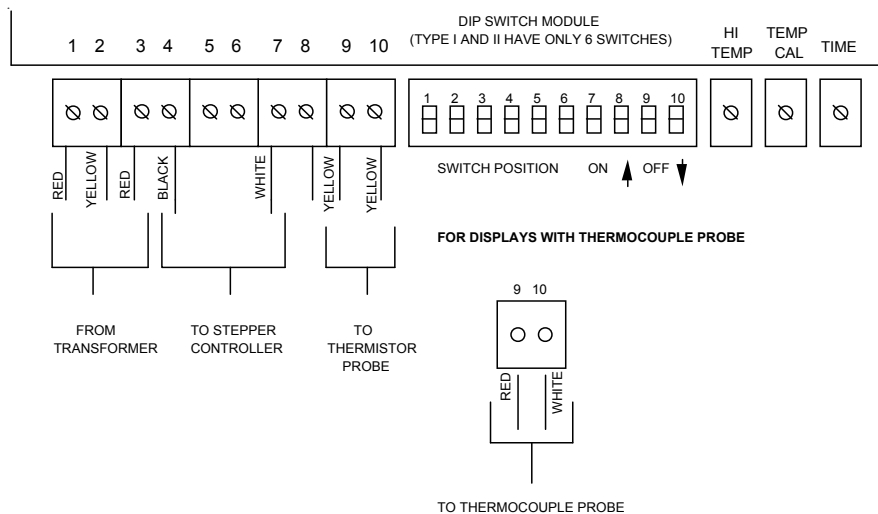 DIP SWITCH MODULE
(TYPE I AND II HAVE ONLY 6 SWITCHES)
HI
TEMP
TEMP
CAL
TIME
1 2 3 4 5 6 7 8 9 10
1 2 3 4 5 6 7 8 9 10
SWITCH POSITION ON OFF
RED
YELLOW
RED
BLACK
WHITE
YELLOW
YELLOW
FOR DISPLAYS WITH THERMOCOUPLE PROBE
FROM
TRANSFORMER
TO STEPPER
CONTROLLER
TO
THERMISTOR
PROBE
9 10
RED
WHITE
TO THERMOCOUPLE PROBE